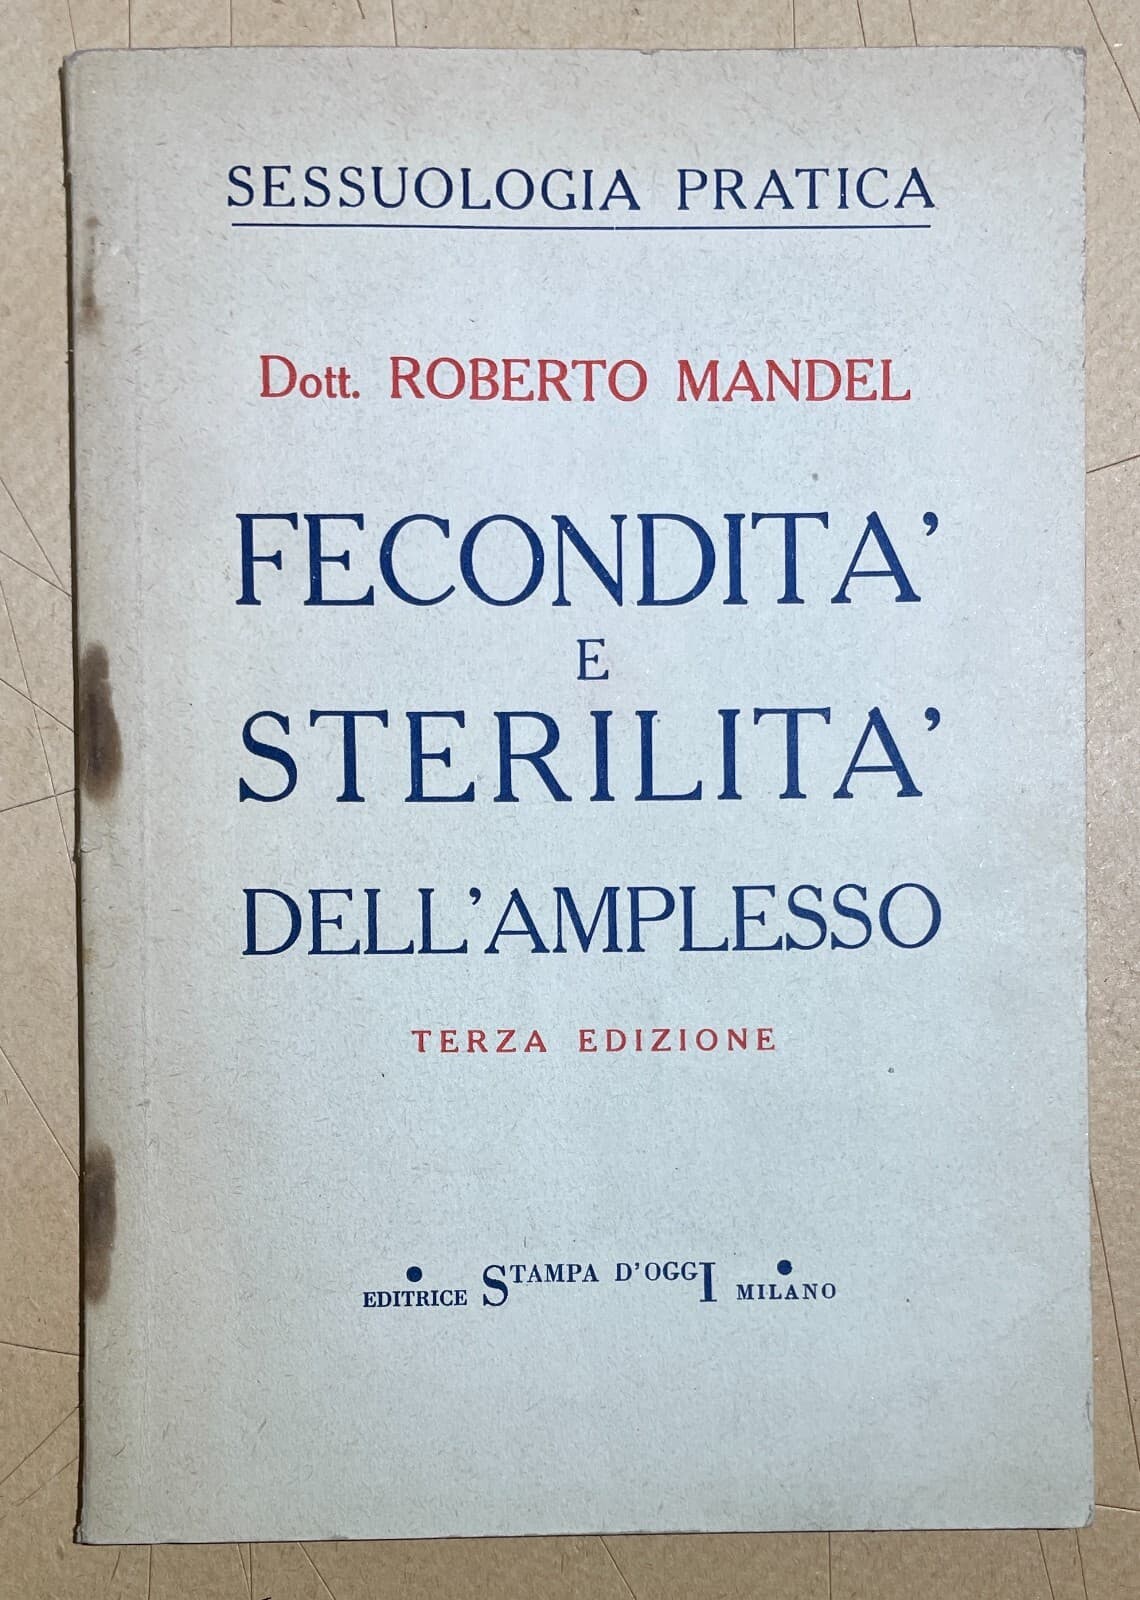 SESSUOLOGIA PRATICA
Dott. ROBERTO MANDEL
FECONDITA'
E
STERILITA'
DELL'AMPLESSO
TERZA EDIZIONE
EDITRICE STAMPA D'OGGI MILANO